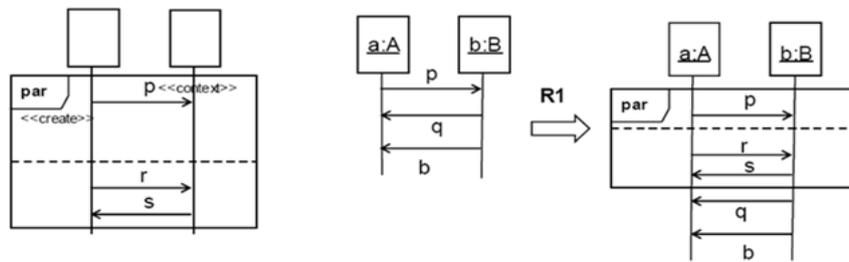 par
p<<context>>
<<create>>
r
s
a:A
b:B
p
q
b
R1
a:A
b:B
par
p
r
s
q
b